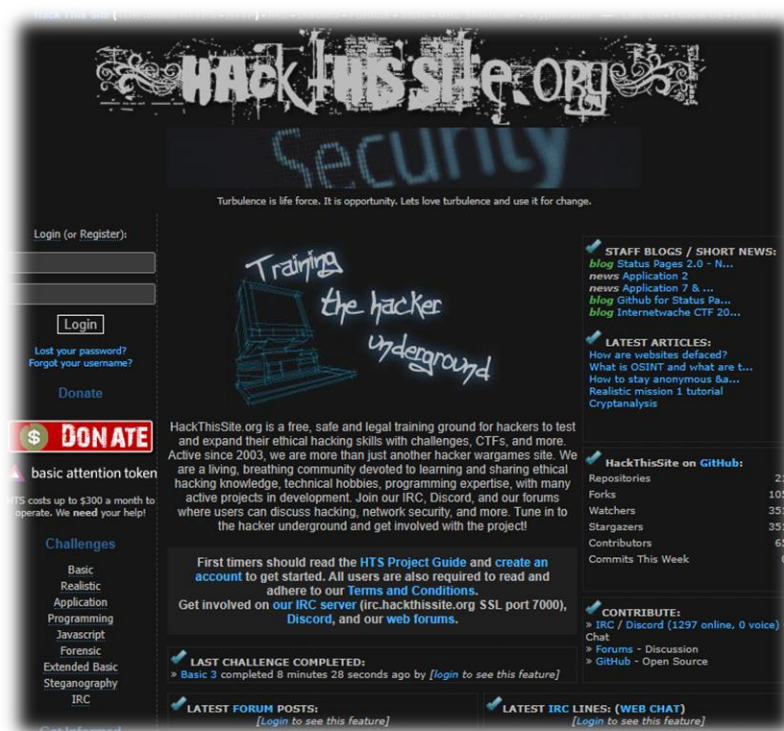 HACK THIS SITE.ORG
Security
Turbulence is life force. It is opportunity. Lets love turbulence and use it for change.
Login (or Register):
Login
Lost your password?
Forgot your username?
Donate
$ DONATE
basic attention token
HTS costs up to $300 a month to
operate. We need your help!
Challenges
Basic
Realistic
Application
Programming
Javascript
Forensic
Extended Basic
Steganography
IRC
Training
the hacker
underground
HackThisSite.org is a free, safe and legal training ground for hackers to test
and expand their ethical hacking skills with challenges, CTFs, and more.
Active since 2003, we are more than just another hacker wargames site. We
are a living, breathing community devoted to learning and sharing ethical
hacking knowledge, technical hobbies, programming expertise, with many
active projects in development. Join our IRC, Discord, and our forums
where users can discuss hacking, network security, and more. Tune in to
the hacker underground and get involved with the project!
First timers should read the HTS Project Guide and create an
account to get started. All users are also required to read and
adhere to our Terms and Conditions.
Get involved on our IRC server (irc.hackthissite.org SSL port 7000),
Discord, and our web forums.
LAST CHALLENGE COMPLETED:
» Basic 3 completed 8 minutes 28 seconds ago by [login to see this feature]
LATEST FORUM POSTS:
[Login to see this feature]
LATEST IRC LINES: (WEB CHAT)
[Login to see this feature]
STAFF BLOGS / SHORT NEWS:
blog Status Pages 2.0 - N...
news Application 2
news Application 7 & ...
blog Github for Status Pa...
blog Internetwache CTF 20...
LATEST ARTICLES:
How are websites defaced?
What is OSINT and what are t...
How to stay anonymous &a...
Realistic mission 1 tutorial
Cryptanalysis
HackThisSite on GitHub:
Repositories
Forks
Watchers
Stargazers
Contributors
Commits This Week
CONTRIBUTE:
» IRC / Discord (1297 online, 0 voice)
Chat
» Forums - Discussion
» GitHub - Open Source